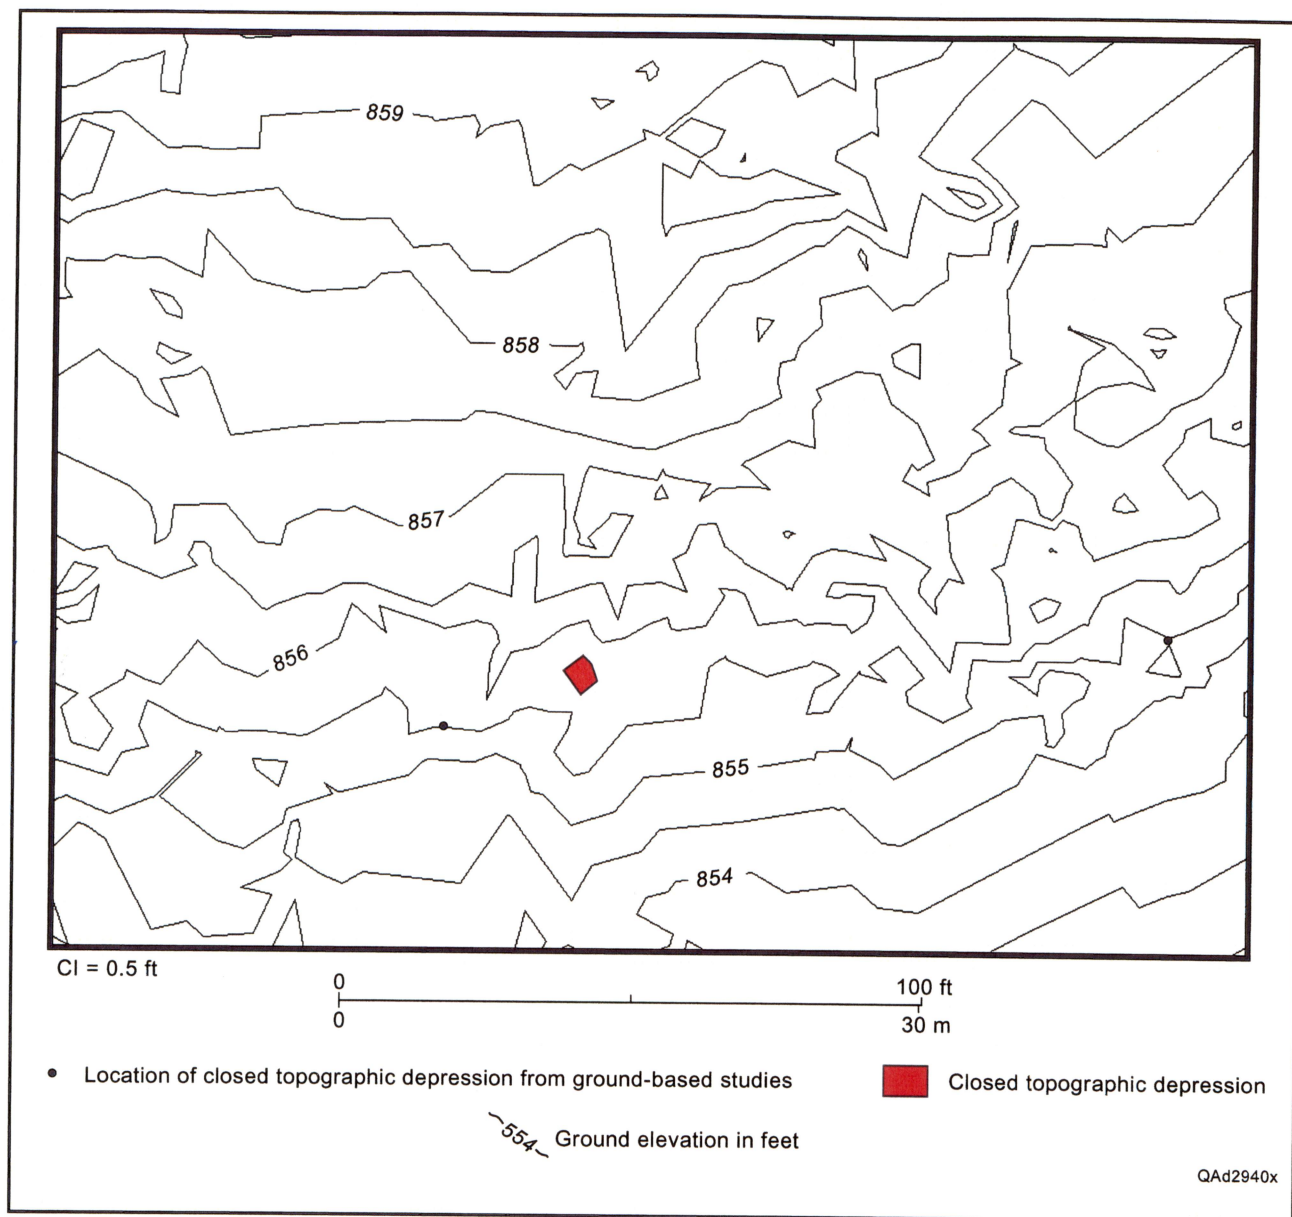 859
858
857
856
855
854
CI = 0.5 ft
0 100 ft
0 30 m
Location of closed topographic depression from ground-based studies
Closed topographic depression
554 Ground elevation in feet
QAd2940x